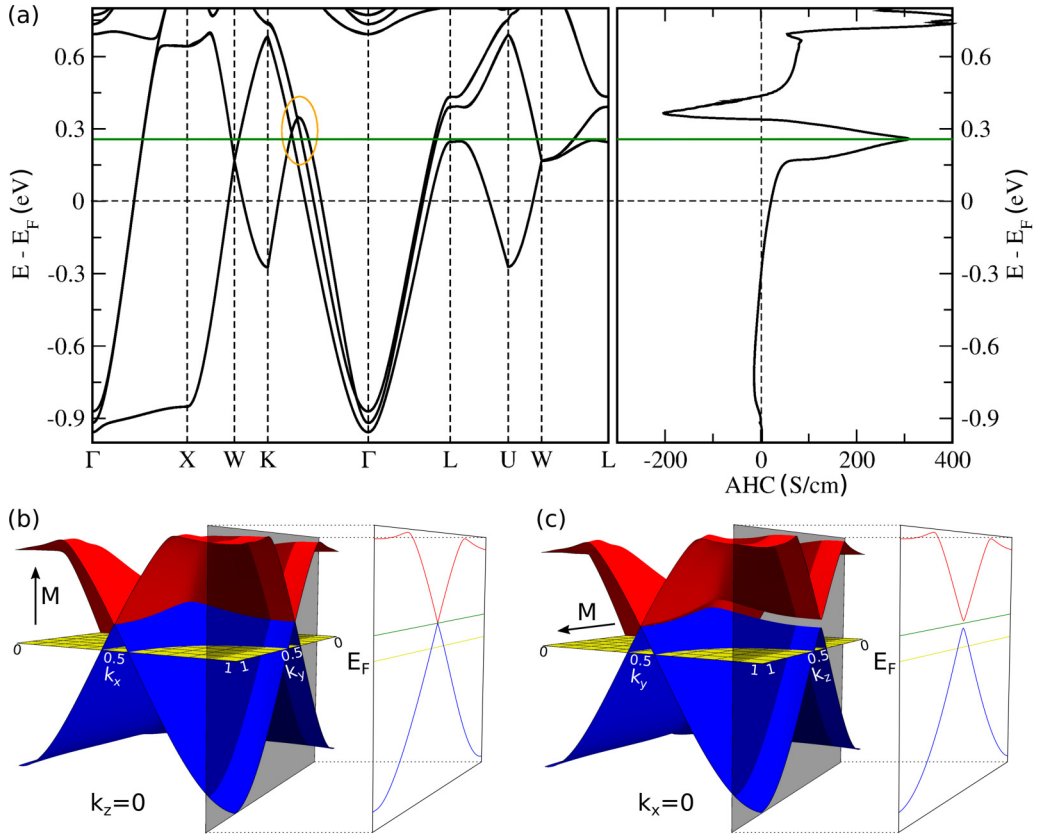 (a)
0.6
0.3
0
-0.3
-0.6
-0.9
E - E_F (eV)
Γ X W K Γ L U W L
0.6
0.3
0
-0.3
-0.6
-0.9
E - E_F (eV)
-200 0 200 400
AHC (S/cm)
(b)
M
0
0.5
k_x
1
1
0.5
k_y
0
E_F
k_z=0
(c)
M
0
0.5
k_y
1
1
0.5
k_z
0
E_F
k_x=0